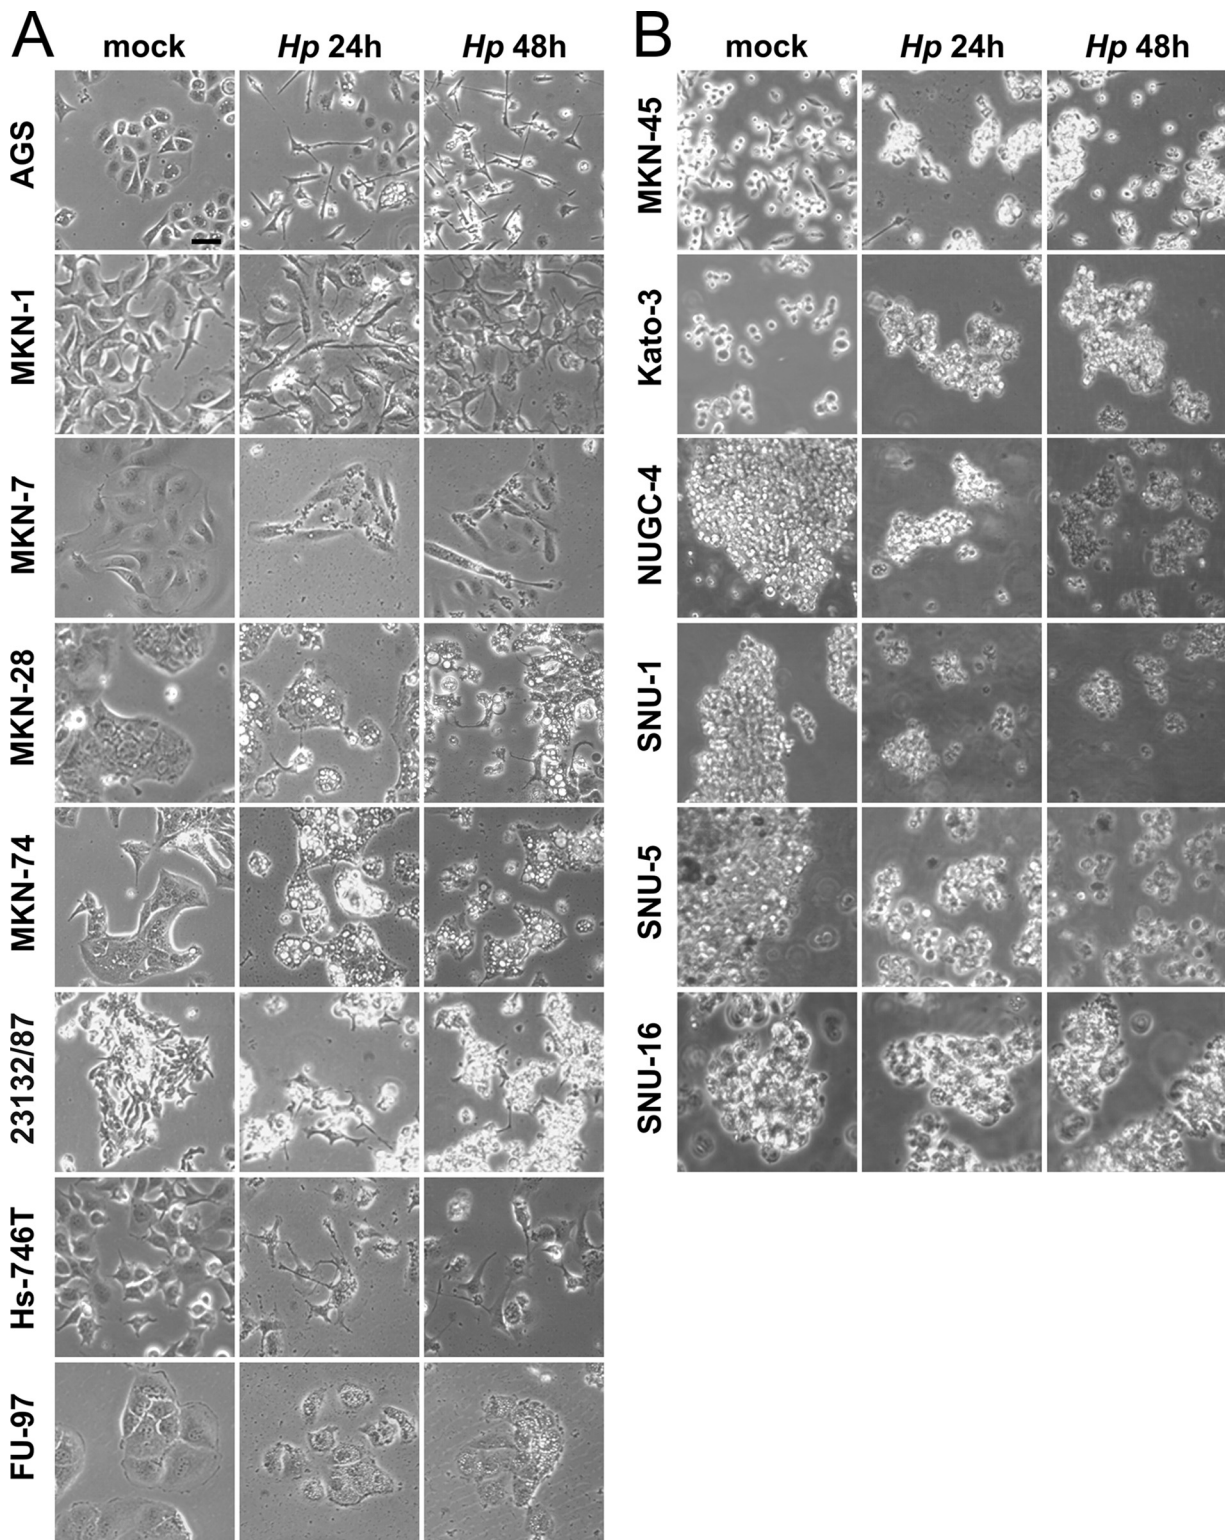 A
mock Hp 24h Hp 48h
AGS
MKN-1
MKN-7
MKN-28
MKN-74
23132/87
Hs-746T
FU-97
B
mock Hp 24h Hp 48h
MKN-45
Kato-3
NUGC-4
SNU-1
SNU-5
SNU-16